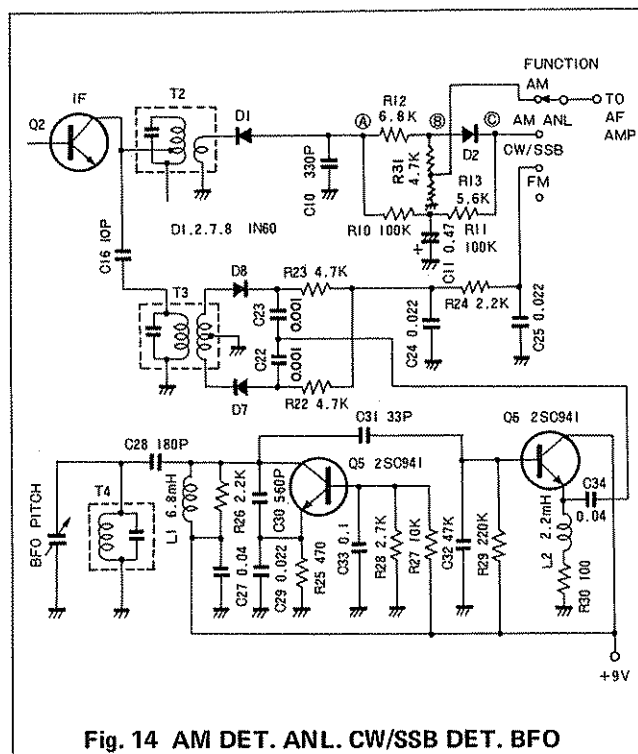 FUNCTION
IF
T2
AM
Q2
D1
R12
6.8K
TO
AF
AMP
A
B
C
AM ANL
D2
CW/SSB
C10
330P
R31
4.7K
R13
5.6K
FM
D1.2.7.8 IN60
R10 100K
R11
100K
C11 0.47
+
C16 10P
D8
R23 4.7K
T3
C23
0.001
R24 2.2K
C22
0.001
C24 0.022
C25 0.022
D7
R22 4.7K
C31 33P
Q6 2SC941
C28 180P
Q5 2SC941
C34
0.04
T4
BFO PITCH
L1 6.8mH
R26 2.2K
C30 560P
C27 0.04
C29 0.022
R25 470
C33 0.1
R28 2.7K
R27 10K
C32 47K
R29 220K
L2 2.2mH
R30 100
+9V
Fig. 14 AM DET. ANL. CW/SSB DET. BFO